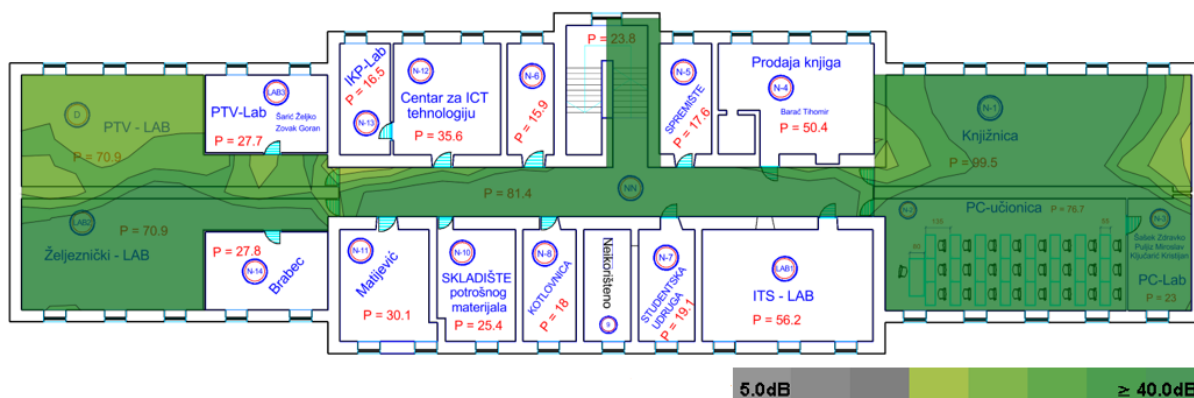 P = 23.8
D
PTV - LAB
P = 70.9
LAB3
PTV-Lab
Šarić Željko
Zovak Goran
P = 27.7
IKP-Lab
P = 16.5
N-13
N-12
Centar za ICT
tehnologiju
P = 35.6
N-6
P = 15.9
N-5
SPREMIŠTE
P = 17.6
Prodaja knjiga
N-4
Barač Tihomir
P = 50.4
N-1
Knjižnica
P = 99.5
P = 81.4
NN
LAB2
P = 70.9
Željeznički - LAB
P = 27.8
N-14
Brabec
N-11
Matijević
P = 30.1
N-10
SKLADIŠTE
potrošnog
materijala
P = 25.4
N-8
KOTLOVNICA
P = 18
Neikorišteno
9
N-7
STUDENTSKA
UDRUGA
P = 19.1
LAB1
ITS - LAB
P = 56.2
N-2
PC-učionica
P = 76.7
135
80
N-3
Šašek Zdravko
Puljiz Miroslav
Ključarić Kristijan
PC-Lab
P = 23
5.0dB
≥ 40.0dB